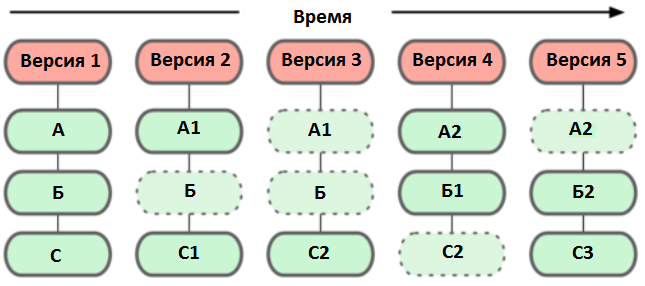 Время
Версия 1 Версия 2 Версия 3 Версия 4 Версия 5
А А1 А1 А2 А2
Б Б Б Б1 Б2
С С1 С2 С2 С3